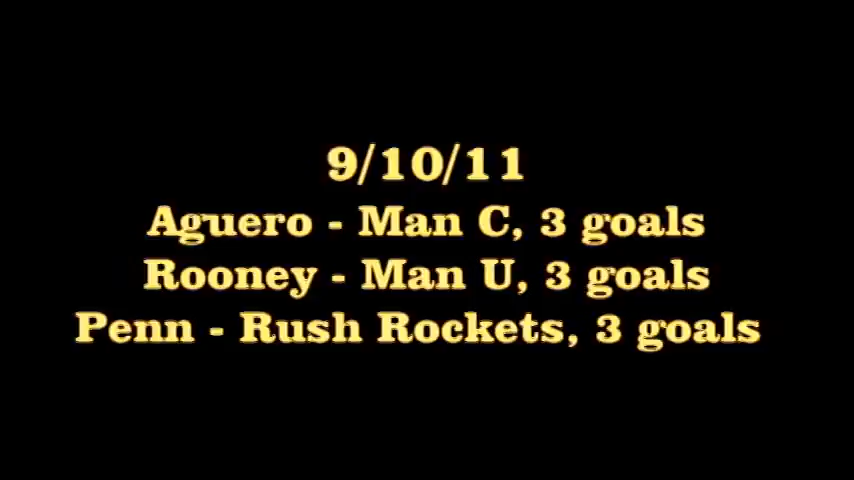 9/10/11
Aguero - Man C, 3 goals
Rooney - Man U, 3 goals
Penn - Rush Rockets, 3 goals